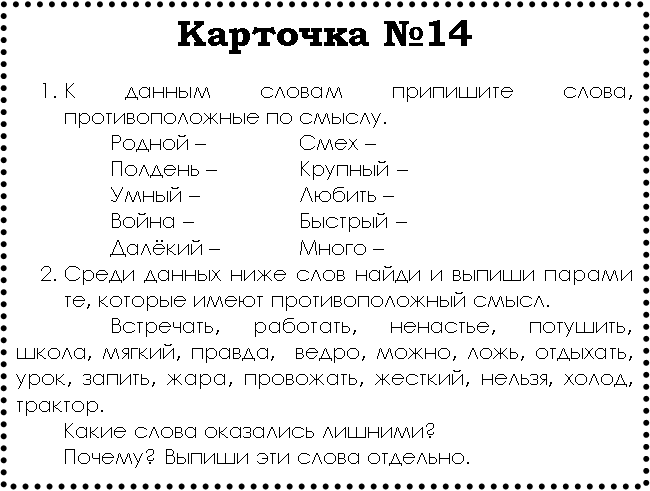 Карточка №14
1. К данным словам припишите слова,
противоположные по смыслу.
Родной – Смех –
Полдень – Крупный –
Умный – Любить –
Война – Быстрый –
Далёкий – Много –
2. Среди данных ниже слов найди и выпиши парами
те, которые имеют противоположный смысл.
Встречать, работать, ненастье, потушить,
школа, мягкий, правда, ведро, можно, ложь, отдыхать,
урок, запить, жара, провожать, жесткий, нельзя, холод,
трактор.
Какие слова оказались лишними?
Почему? Выпиши эти слова отдельно.